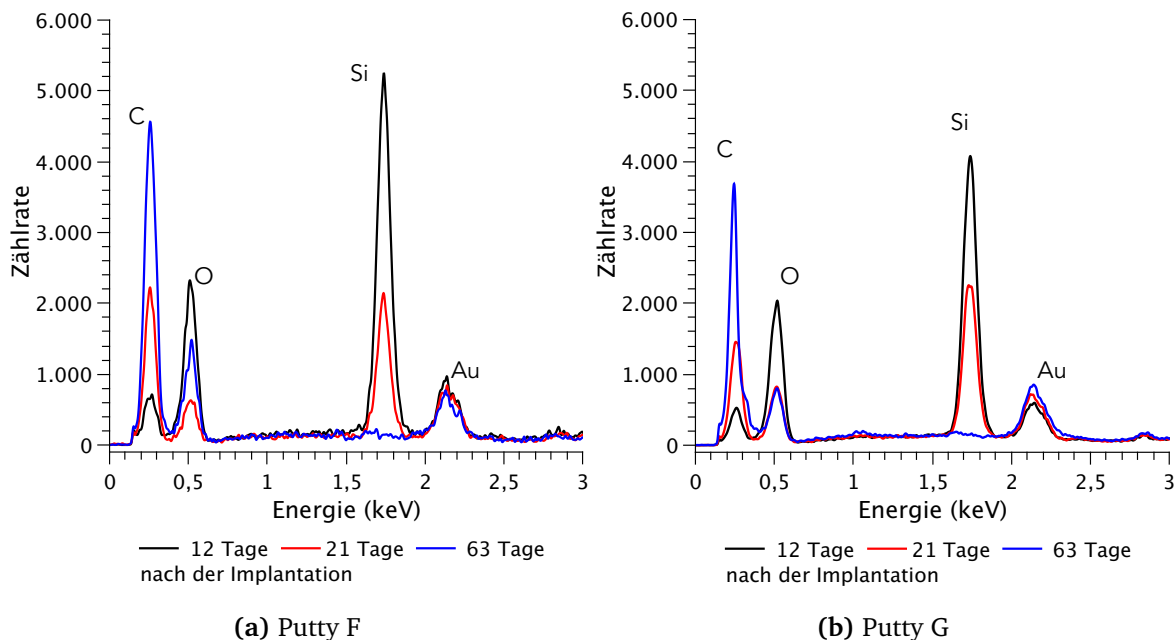 6.000
5.000
4.000
3.000
2.000
1.000
0
Zählrate
C
O
Si
Au
0 0,5 1 1,5 2 2,5 3
Energie (keV)
12 Tage 21 Tage 63 Tage
nach der Implantation
(a) Putty F
6.000
5.000
4.000
3.000
2.000
1.000
0
Zählrate
C
O
Si
Au
0 0,5 1 1,5 2 2,5 3
Energie (keV)
12 Tage 21 Tage 63 Tage
nach der Implantation
(b) Putty G